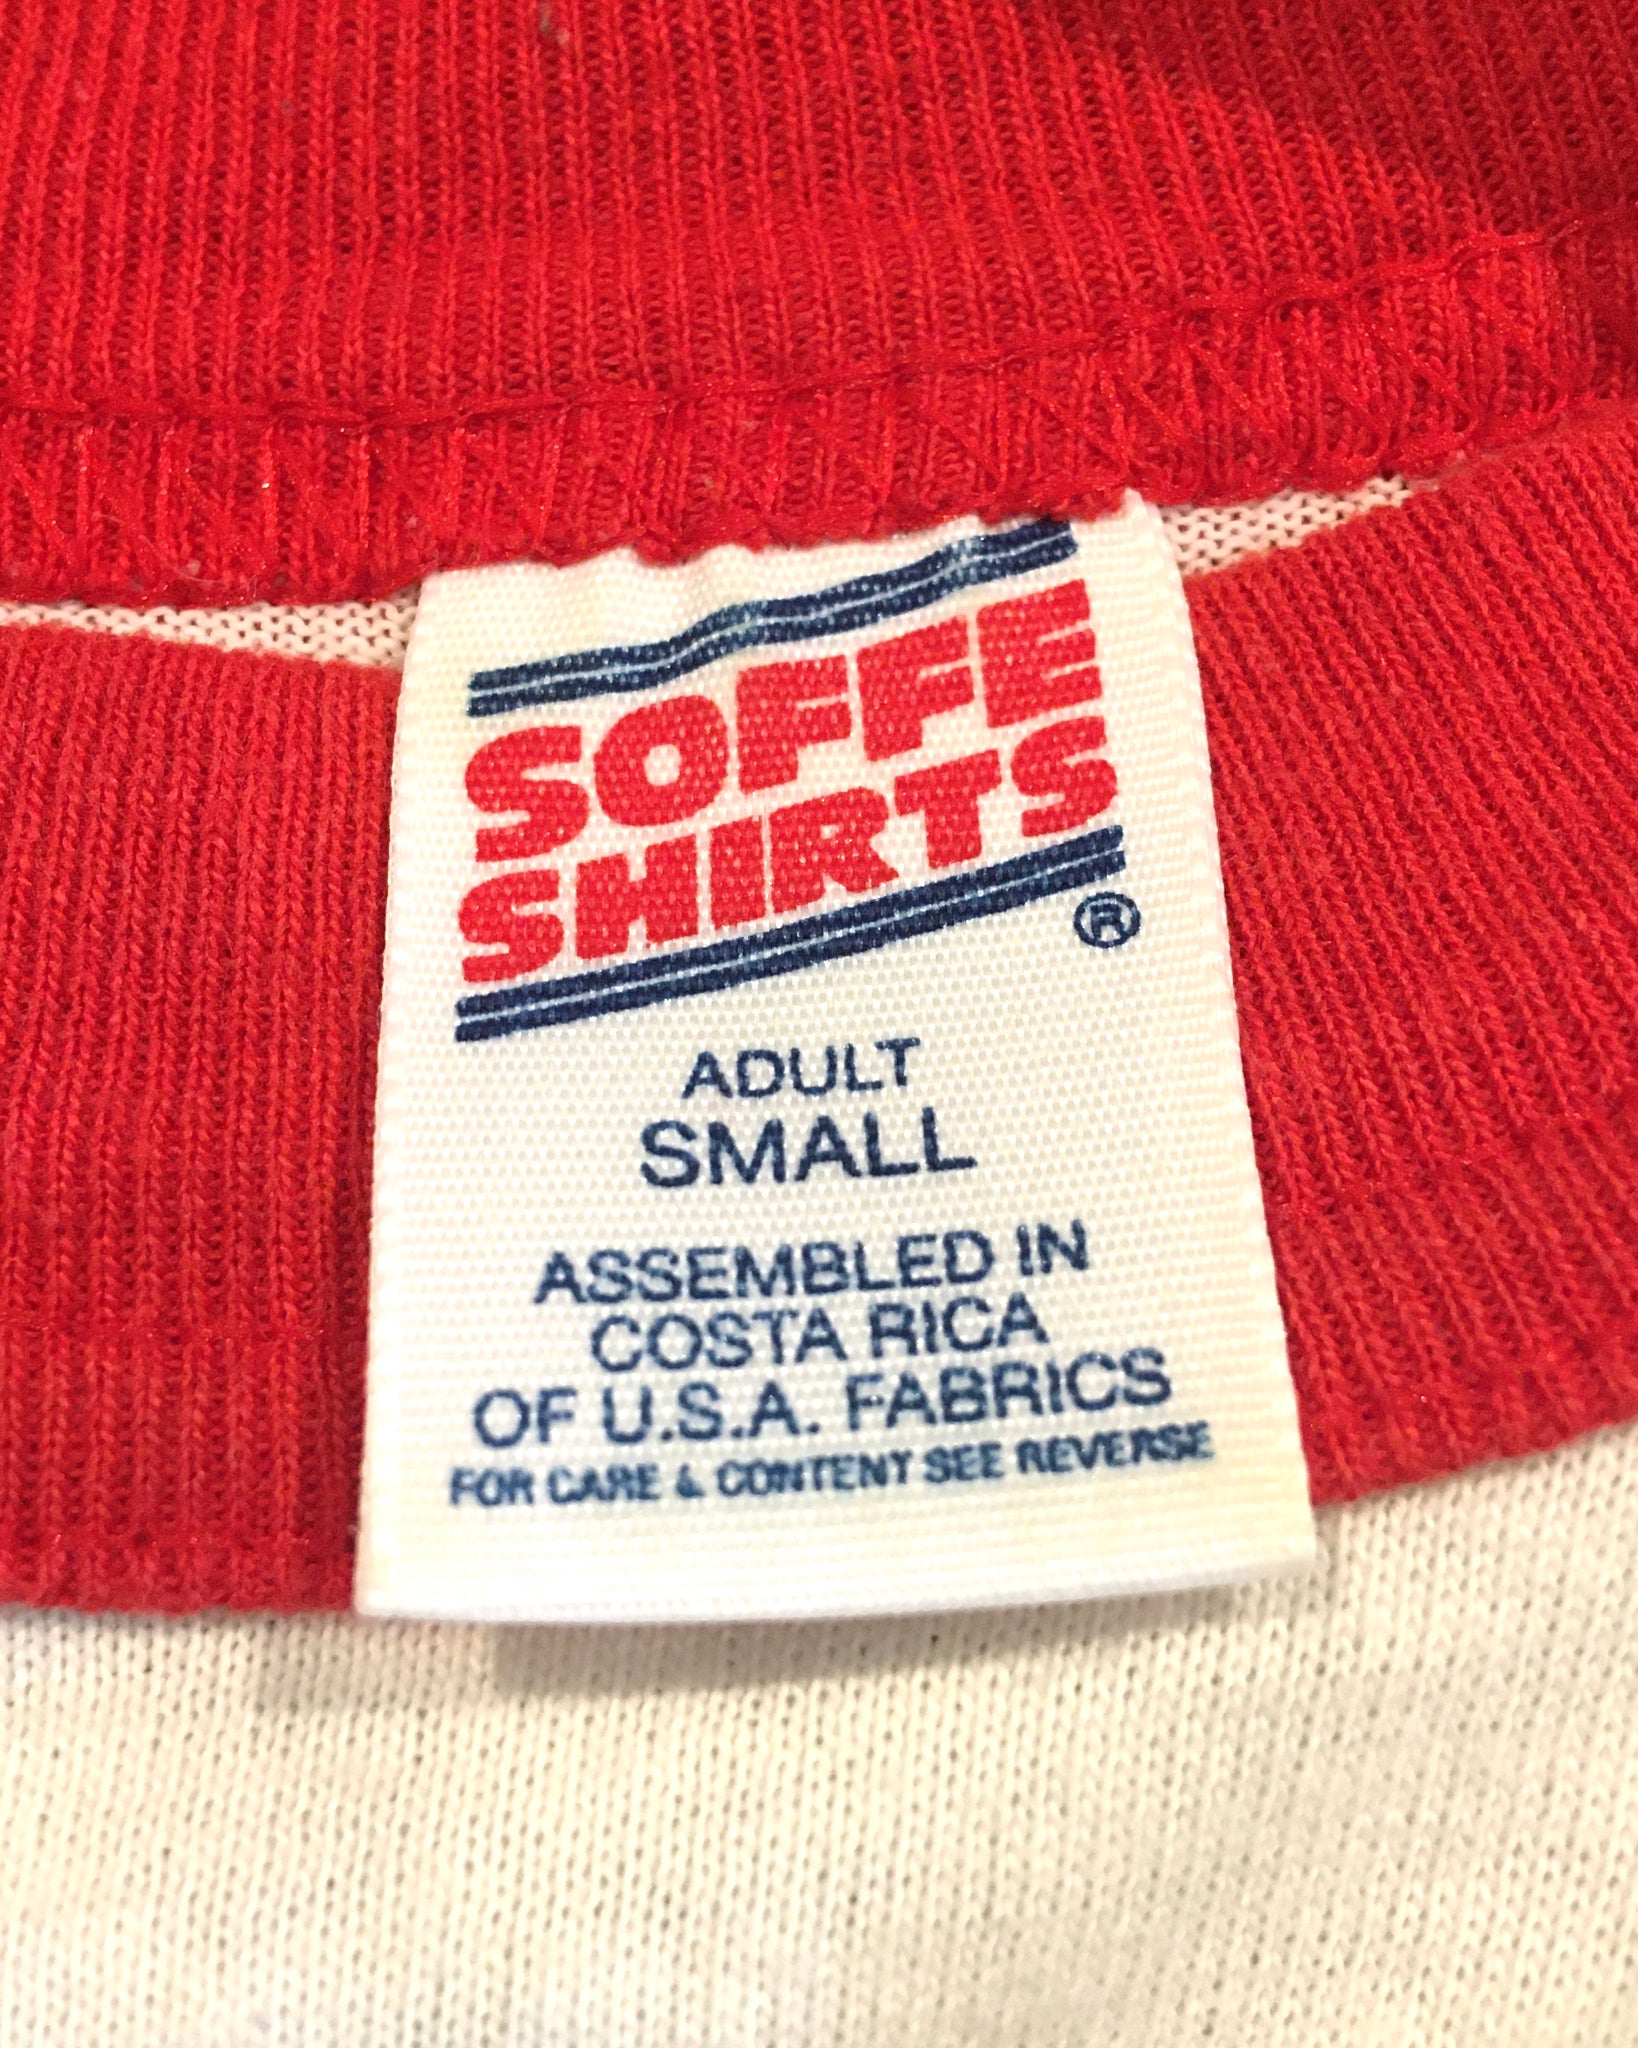 SOFFE
SHIRTS
®
ADULT
SMALL
ASSEMBLED IN
COSTA RICA
OF U.S.A. FABRICS
FOR CARE & CONTENT SEE REVERSE